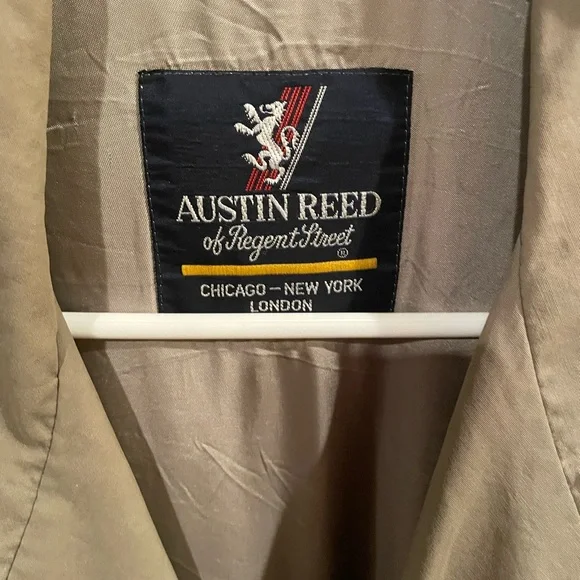 AUSTIN REED
of Regent Street
®
CHICAGO — NEW YORK
LONDON